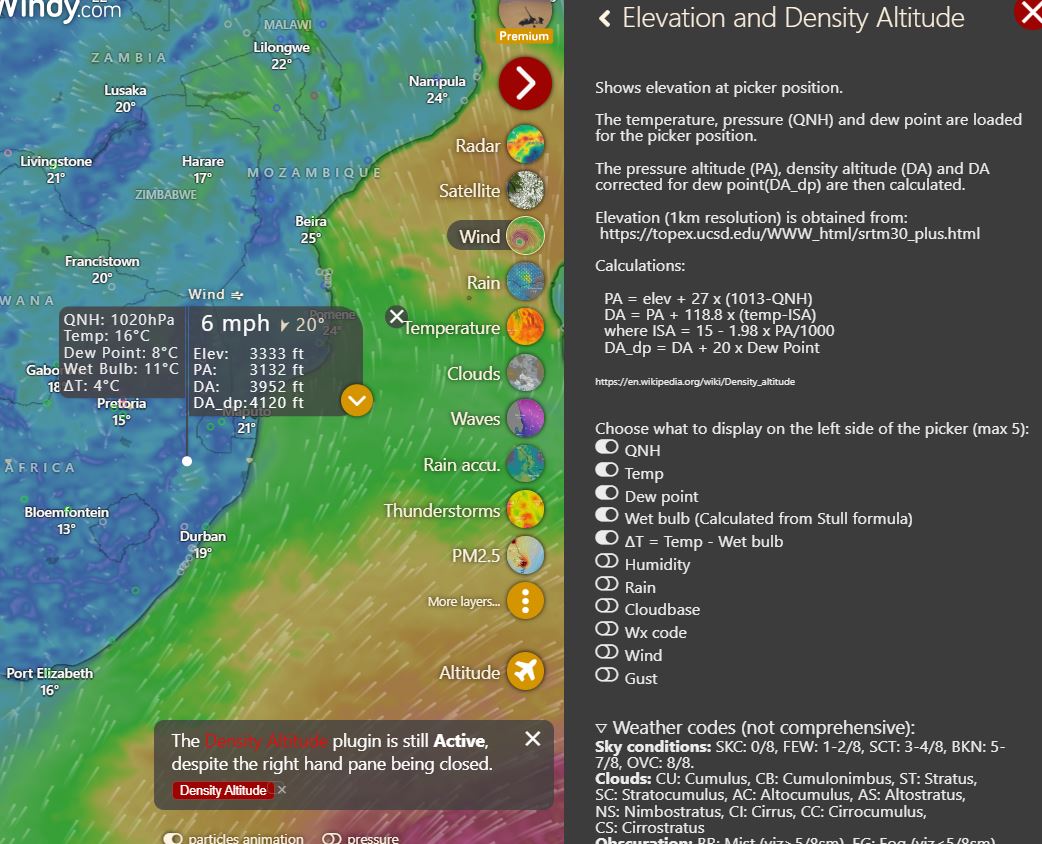 Windy.com
ZAMBIA
MALAWI
Lilongwe
22°
Lusaka
20°
Nampula
24°
Livingstone
21°
Harare
17°
MOZAMBIQUE
ZIMBABWE
Beira
25°
Francistown
20°
WANA
Pomene
24°
Gabo
18
Pretoria
15°
Maputo
21°
AFRICA
Bloemfontein
13°
Durban
19°
Port Elizabeth
16°
Wind
QNH: 1020hPa
Temp: 16°C
Dew Point: 8°C
Wet Bulb: 11°C
ΔT: 4°C
6 mph 20°
Elev: 3333 ft
PA: 3132 ft
DA: 3952 ft
DA_dp:4120 ft
Premium
Radar
Satellite
Wind
Rain
Temperature
Clouds
Waves
Rain accu.
Thunderstorms
PM2.5
More layers...
Altitude
The Density Altitude plugin is still Active,
despite the right hand pane being closed.
Density Altitude
particles animation pressure
Elevation and Density Altitude
Shows elevation at picker position.
The temperature, pressure (QNH) and dew point are loaded
for the picker position.
The pressure altitude (PA), density altitude (DA) and DA
corrected for dew point(DA_dp) are then calculated.
Elevation (1km resolution) is obtained from:
https://topex.ucsd.edu/WWW_html/srtm30_plus.html
Calculations:
PA = elev + 27 x (1013-QNH)
DA = PA + 118.8 x (temp-ISA)
where ISA = 15 - 1.98 x PA/1000
DA_dp = DA + 20 x Dew Point
https://en.wikipedia.org/wiki/Density_altitude
Choose what to display on the left side of the picker (max 5):
QNH
Temp
Dew point
Wet bulb (Calculated from Stull formula)
ΔT = Temp - Wet bulb
Humidity
Rain
Cloudbase
Wx code
Wind
Gust
▽ Weather codes (not comprehensive):
Sky conditions: SKC: 0/8, FEW: 1-2/8, SCT: 3-4/8, BKN: 5-
7/8, OVC: 8/8.
Clouds: CU: Cumulus, CB: Cumulonimbus, ST: Stratus,
SC: Stratocumulus, AC: Altocumulus, AS: Altostratus,
NS: Nimbostratus, CI: Cirrus, CC: Cirrocumulus,
CS: Cirrostratus
Obscuration: BR: Mist (viz>5/8sm), FG: Fog (viz<5/8sm)